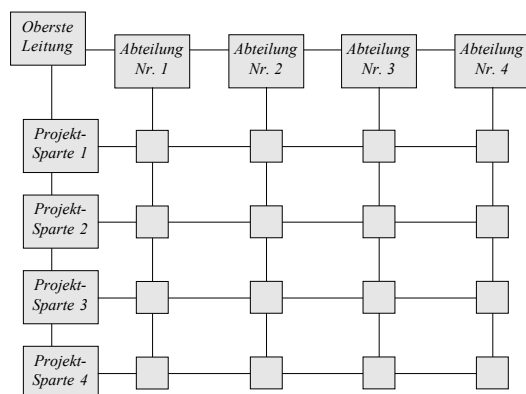 Oberste
Leitung
Abteilung
Nr. 1
Abteilung
Nr. 2
Abteilung
Nr. 3
Abteilung
Nr. 4
Projekt-
Sparte 1
Projekt-
Sparte 2
Projekt-
Sparte 3
Projekt-
Sparte 4